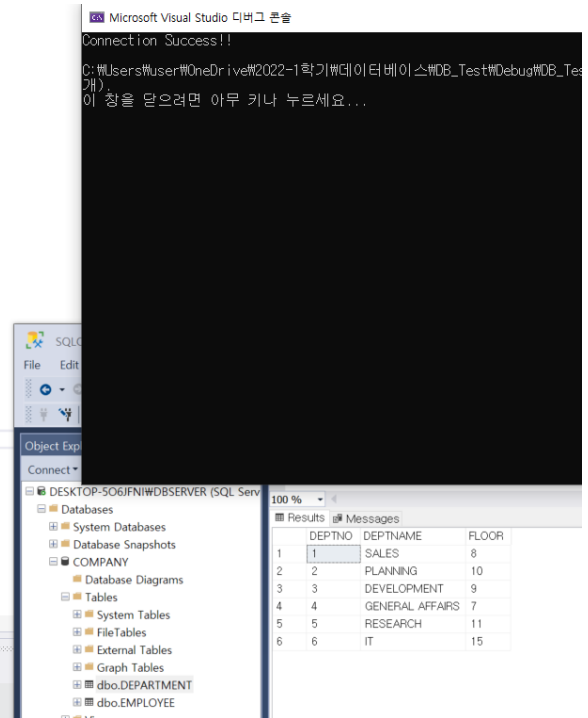 Microsoft Visual Studio 디버그 콘솔
Connection Success!!
C:₩Users₩user₩OneDrive₩2022-1학기₩데이터베이스₩DB_Test₩Debug₩DB_Tes
개).
이 창을 닫으려면 아무 키나 누르세요...
SQLQ
File Edit
Object Exp
Connect
DESKTOP-5O6JFNI₩DBSERVER (SQL Serv
Databases
System Databases
Database Snapshots
COMPANY
Database Diagrams
Tables
System Tables
FileTables
External Tables
Graph Tables
dbo.DEPARTMENT
dbo.EMPLOYEE
100 %
Results Messages
DEPTNO DEPTNAME FLOOR
1 1 SALES 8
2 2 PLANNING 10
3 3 DEVELOPMENT 9
4 4 GENERAL AFFAIRS 7
5 5 RESEARCH 11
6 6 IT 15